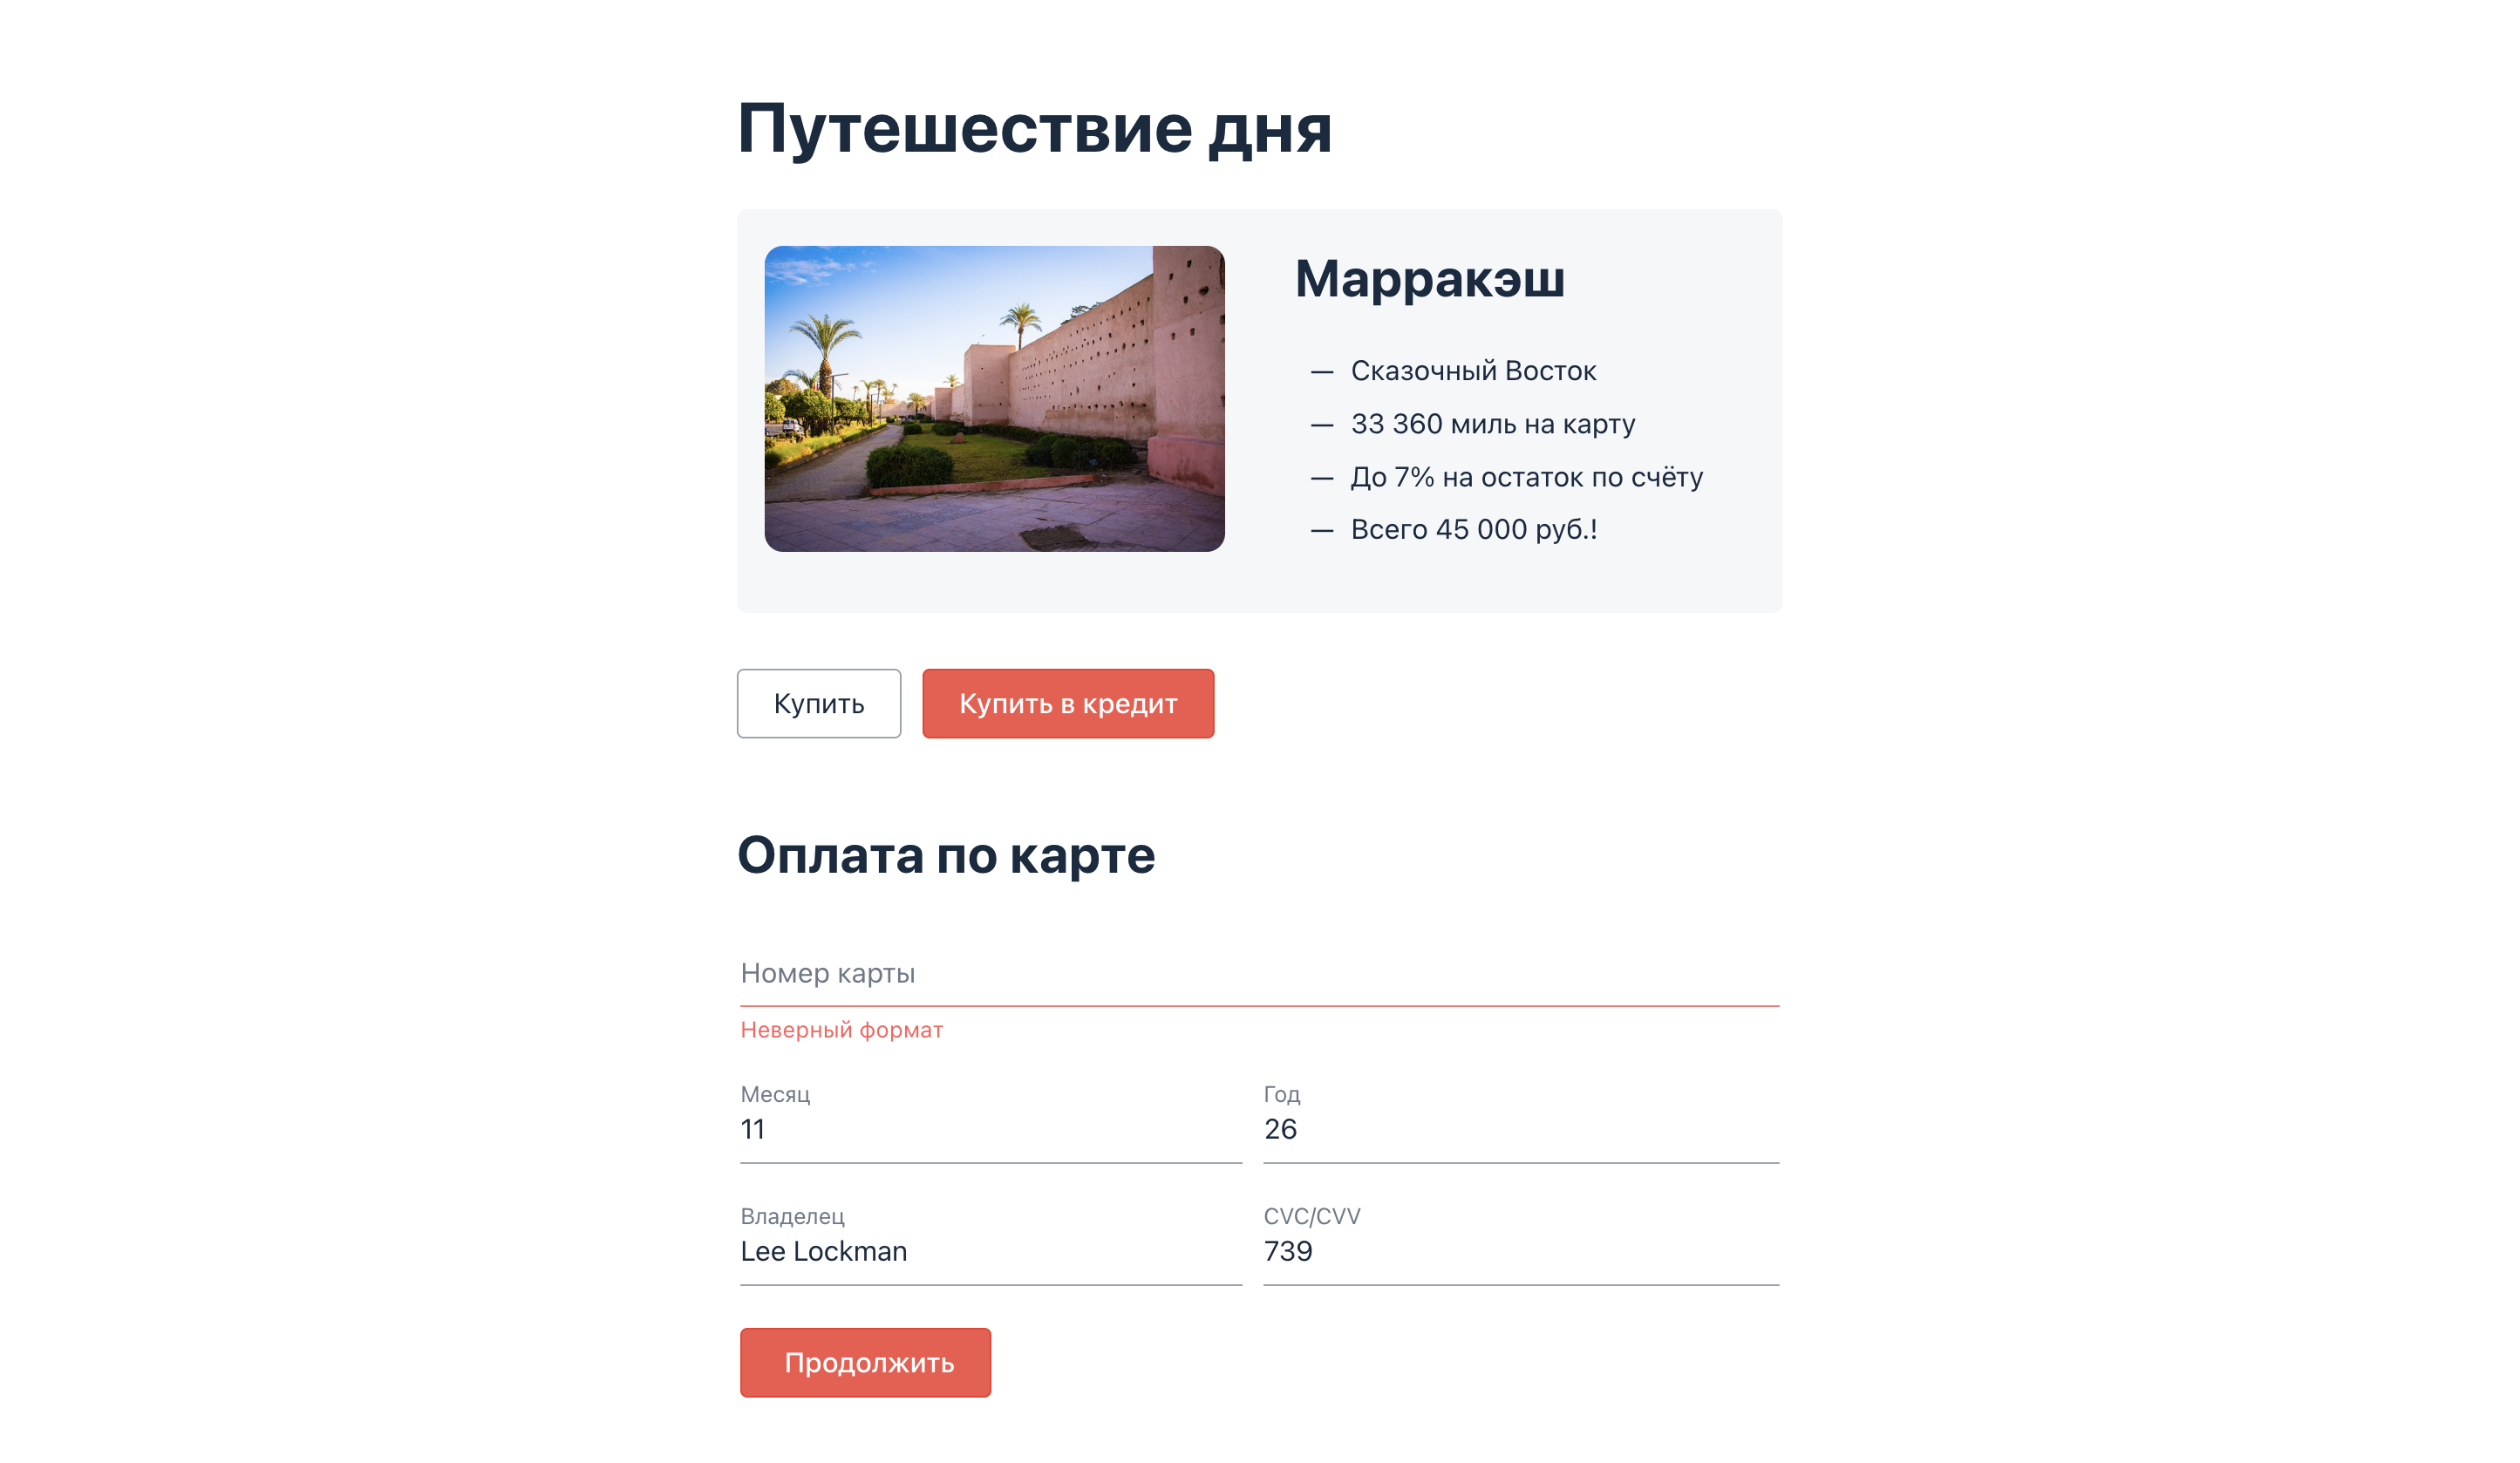 Путешествие дня
Марракэш
— Сказочный Восток
— 33 360 миль на карту
— До 7% на остаток по счёту
— Всего 45 000 руб.!
Купить
Купить в кредит
Оплата по карте
Номер карты
Неверный формат
Месяц
11
Год
26
Владелец
Lee Lockman
CVC/CVV
739
Продолжить